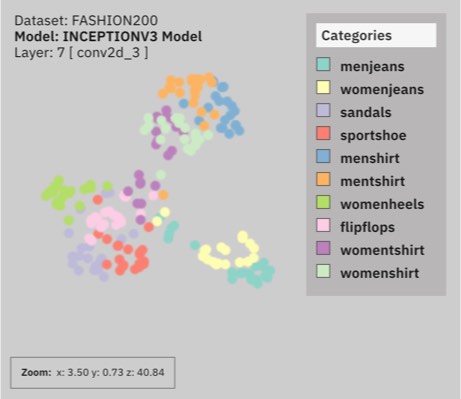 Dataset: FASHION200
Model: INCEPTIONV3 Model
Layer: 7 [ conv2d_3 ]
Categories
menjeans
womenjeans
sandals
sportshoe
menshirt
mentshirt
womenheels
flipflops
womentshirt
womenshirt
Zoom: x: 3.50 y: 0.73 z: 40.84